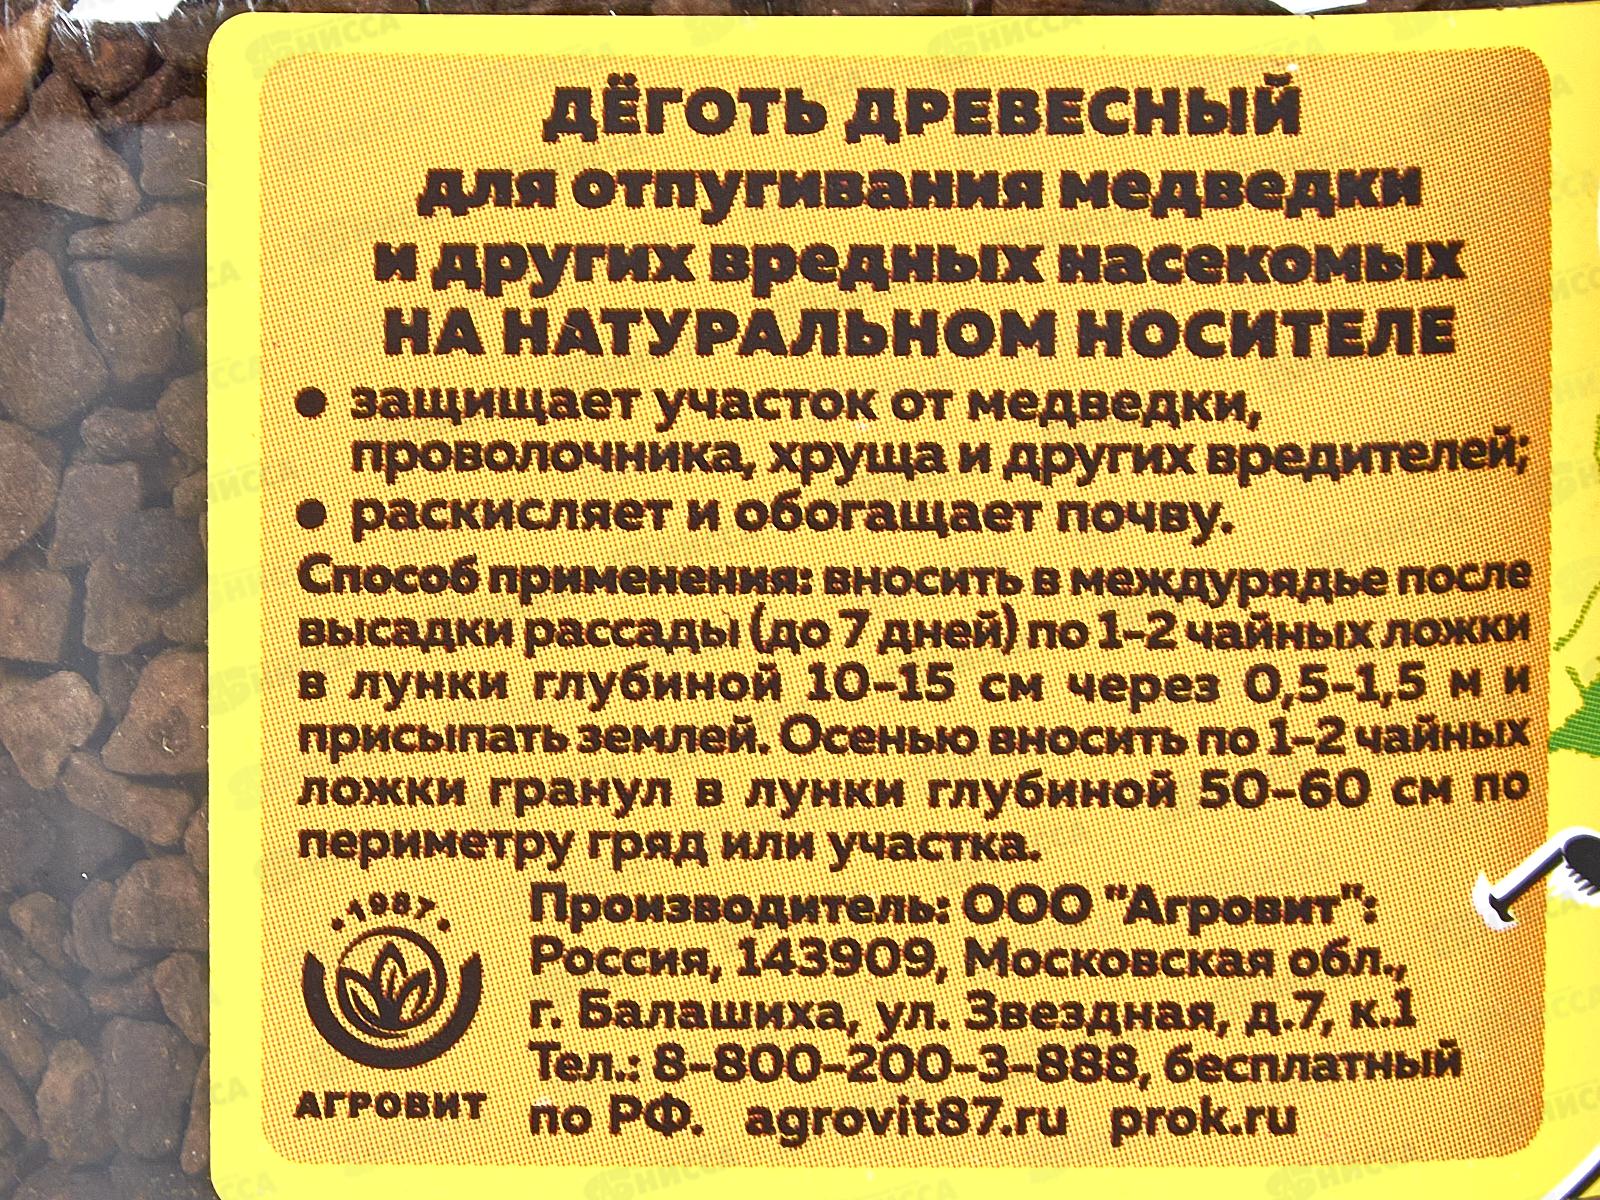 ДЁГОТЬ ДРЕВЕСНЫЙ
для отпугивания медведки
и других вредных насекомых
НА НАТУРАЛЬНОМ НОСИТЕЛЕ
● защищает участок от медведки,
проволочника, хруща и других вредителей;
● раскисляет и обогащает почву.
Способ применения: вносить в междурядье после
высадки рассады (до 7 дней) по 1-2 чайных ложки
в лунки глубиной 10-15 см через 0,5-1,5 м и
присыпать землей. Осенью вносить по 1-2 чайных
ложки гранул в лунки глубиной 50-60 см по
периметру гряд или участка.
·1987·
АГРОВИТ
Производитель: ООО "Агровит":
Россия, 143909, Московская обл.,
г. Балашиха, ул. Звездная, д.7, к.1
Тел.: 8-800-200-3-888, бесплатный
по РФ. agrovit87.ru prok.ru